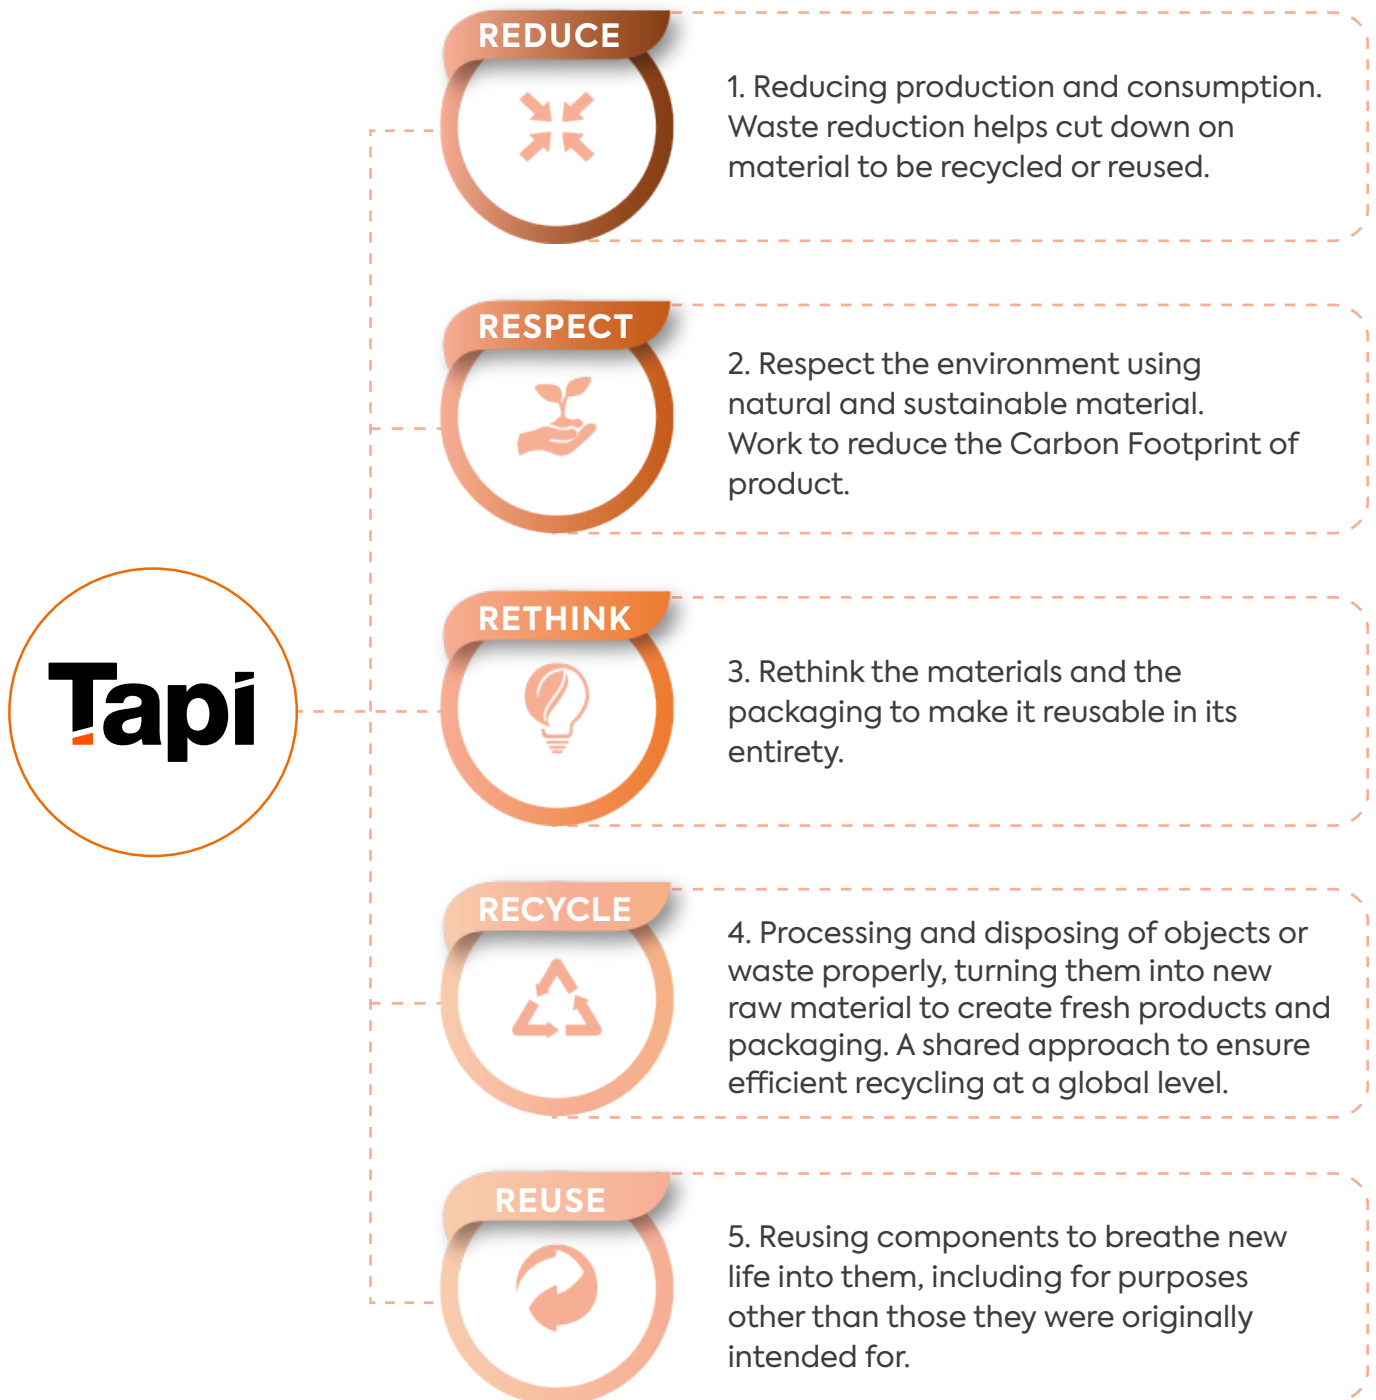 REDUCE
1. Reducing production and consumption.
Waste reduction helps cut down on
material to be recycled or reused.
RESPECT
2. Respect the environment using
natural and sustainable material.
Work to reduce the Carbon Footprint of
product.
Tapi
RETHINK
3. Rethink the materials and the
packaging to make it reusable in its
entirety.
RECYCLE
4. Processing and disposing of objects or
waste properly, turning them into new
raw material to create fresh products and
packaging. A shared approach to ensure
efficient recycling at a global level.
REUSE
5. Reusing components to breathe new
life into them, including for purposes
other than those they were originally
intended for.